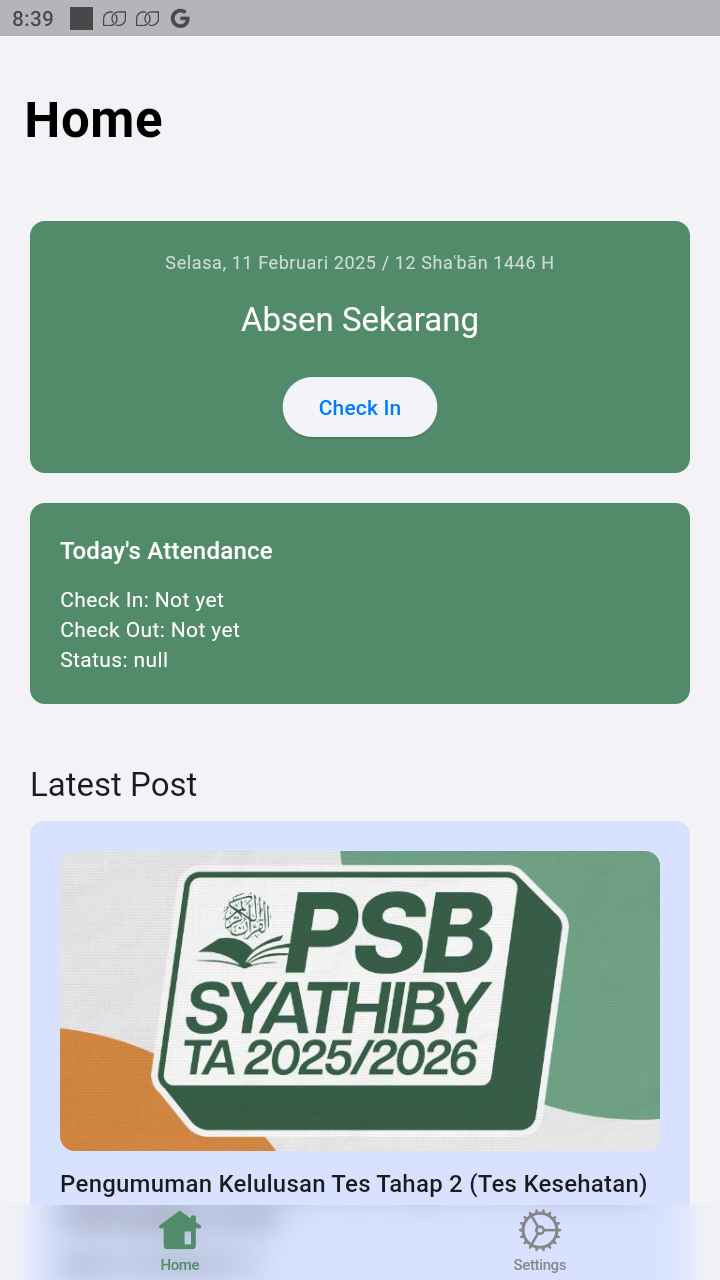 8:39
Home
Selasa, 11 Februari 2025 / 12 Sha'bān 1446 H
Absen Sekarang
Check In
Today's Attendance
Check In: Not yet
Check Out: Not yet
Status: null
Latest Post
PSB
SYATHIBY
TA 2025/2026
Pengumuman Kelulusan Tes Tahap 2 (Tes Kesehatan)
Home
Settings